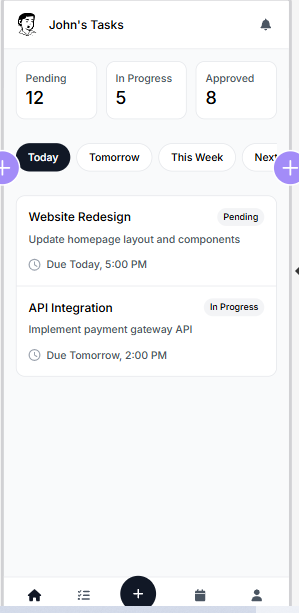 John's Tasks
Pending In Progress Approved
12 5 8
Today Tomorrow This Week Next
Website Redesign Pending
Update homepage layout and components
Due Today, 5:00 PM
API Integration In Progress
Implement payment gateway API
Due Tomorrow, 2:00 PM